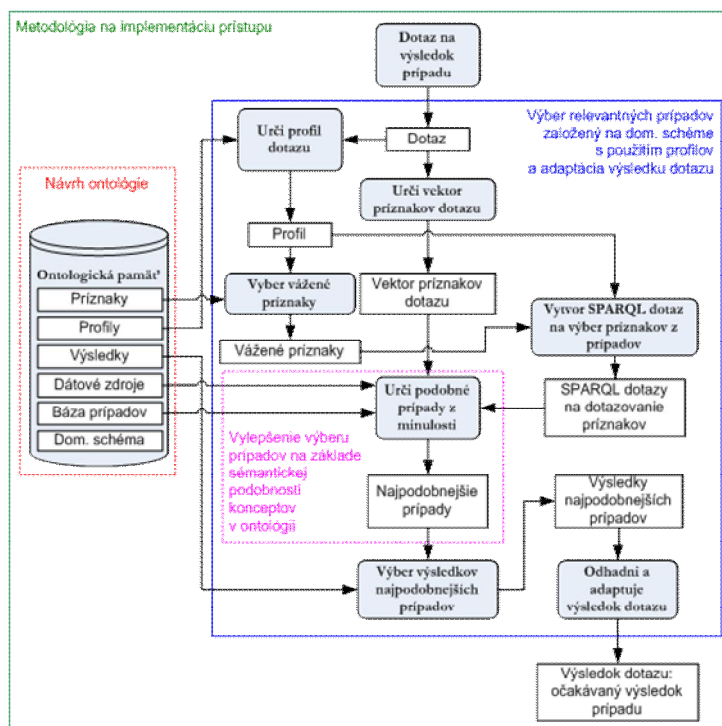 Metodológia na implementáciu prístupu
Dotaz na
výsledok
prípadu
Výber relevantných prípadov
založený na dom. schéme
s použitím profilov
a adaptácia výsledku dotazu
Urči profil
dotazu
Dotaz
Návrh ontológie
Urči vektor
príznakov dotazu
Profil
Ontologická pamäť
Príznaky
Profily
Výsledky
Dátové zdroje
Báza prípadov
Dom. schéma
Vyber vážené
príznaky
Vektor príznakov
dotazu
Vytvor SPARQL dotaz
na výber príznakov z
prípadov
Vážené príznaky
Urči podobné
prípady z
minulosti
SPARQL dotazy
na dotazovanie
príznakov
Vylepšenie výberu
prípadov na základe
sémantickej
podobnosti
konceptov
v ontológii
Najpodobnejšie
prípady
Výsledky
najpodobnejších
prípadov
Výber výsledkov
najpodobnejších
prípadov
Odhadni a
adaptuje
výsledok dotazu
Výsledok dotazu:
očakávaný výsledok
prípadu